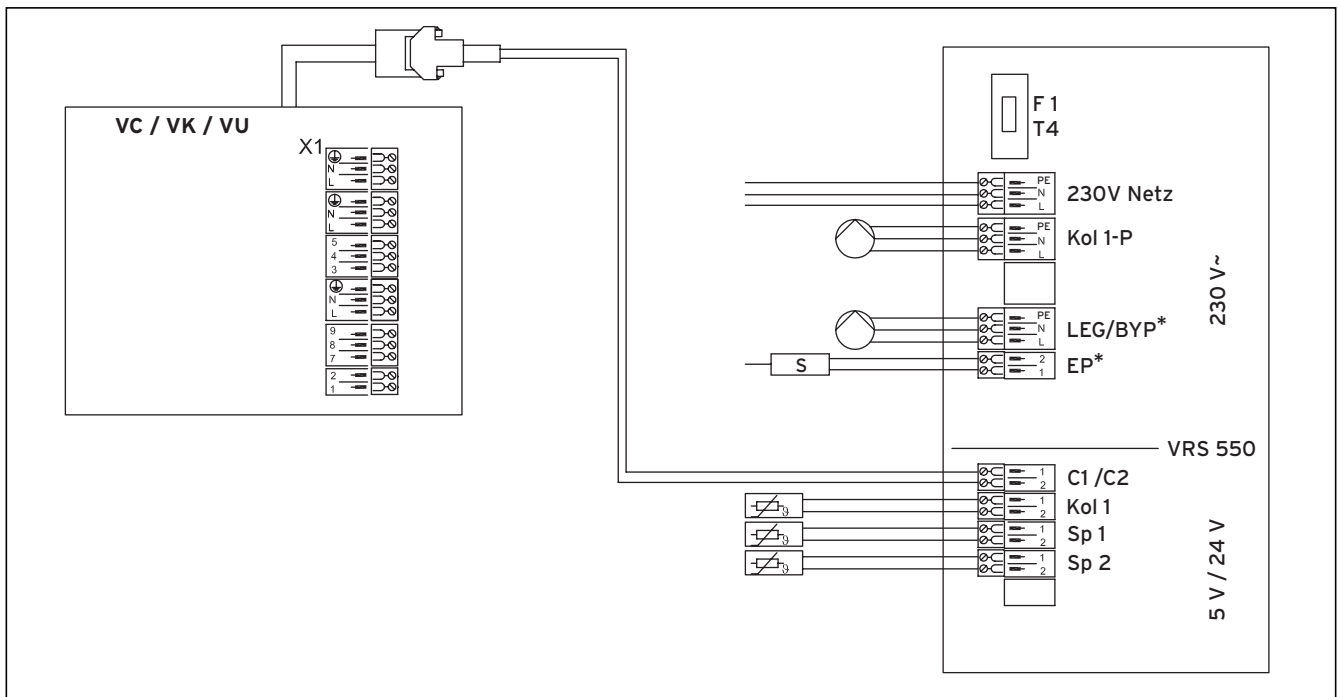 VC / VK / VU
X1
N
L
N
L
5
4
3
N
L
9
8
7
2
1
F 1
T4
PE
N
L
230V Netz
PE
N
L
Kol 1-P
PE
N
L
LEG/BYP*
S
2
1
EP*
230 V~
VRS 550
1
2
C1 /C2
ϑ
1
2
Kol 1
ϑ
1
2
Sp 1
ϑ
1
2
Sp 2
5 V / 24 V